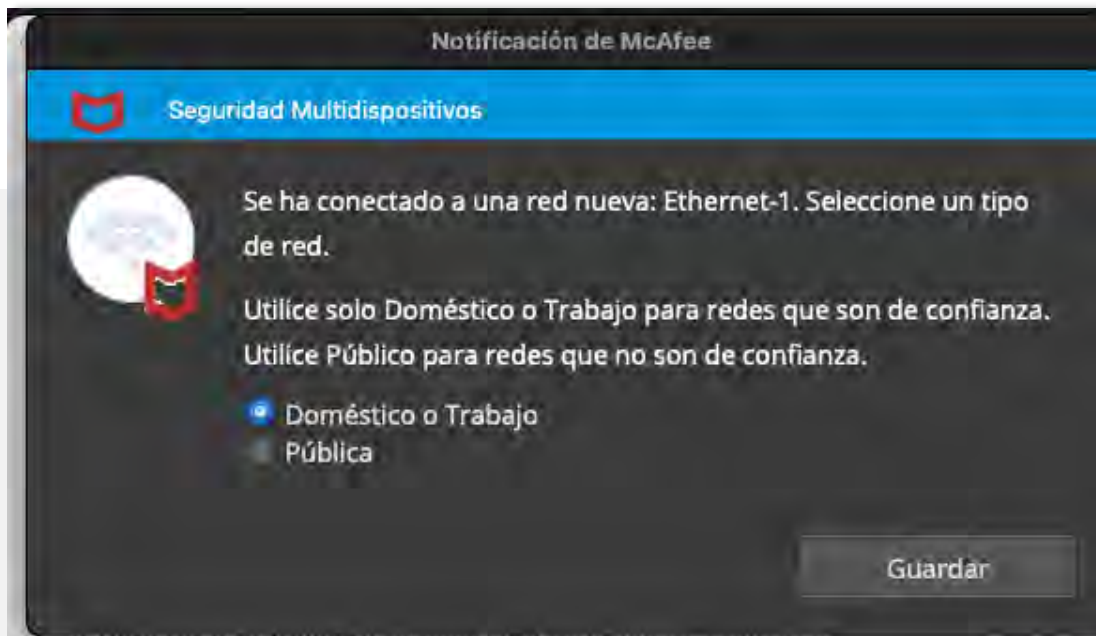 Notificación de McAfee
Seguridad Multidispositivos
Se ha conectado a una red nueva: Ethernet-1. Seleccione un tipo
de red.
Utilice solo Doméstico o Trabajo para redes que son de confianza.
Utilice Público para redes que no son de confianza.
Doméstico o Trabajo
Pública
Guardar